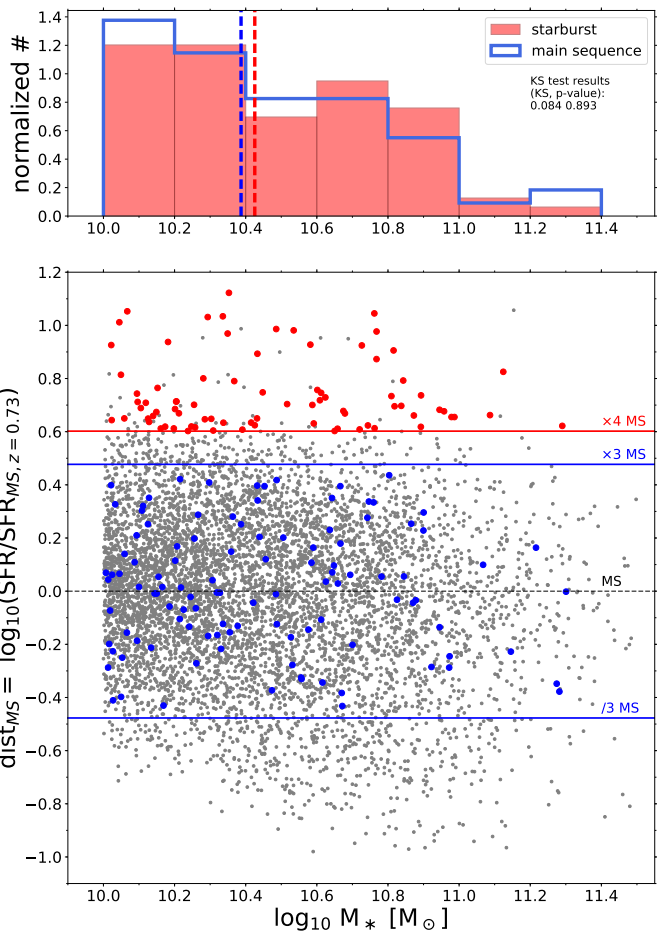 1.4
1.2
1.0
0.8
0.6
0.4
0.2
0.0
normalized #
starburst
main sequence
KS test results
(KS, p-value):
0.084 0.893
10.0 10.2 10.4 10.6 10.8 11.0 11.2 11.4
1.2
1.0
0.8
0.6
0.4
0.2
0.0
−0.2
−0.4
−0.6
−0.8
−1.0
dist_MS = log₁₀(SFR/SFR_MS, z = 0.73)
×4 MS
×3 MS
MS
/3 MS
10.0 10.2 10.4 10.6 10.8 11.0 11.2 11.4
log₁₀ M∗ [M⊙]